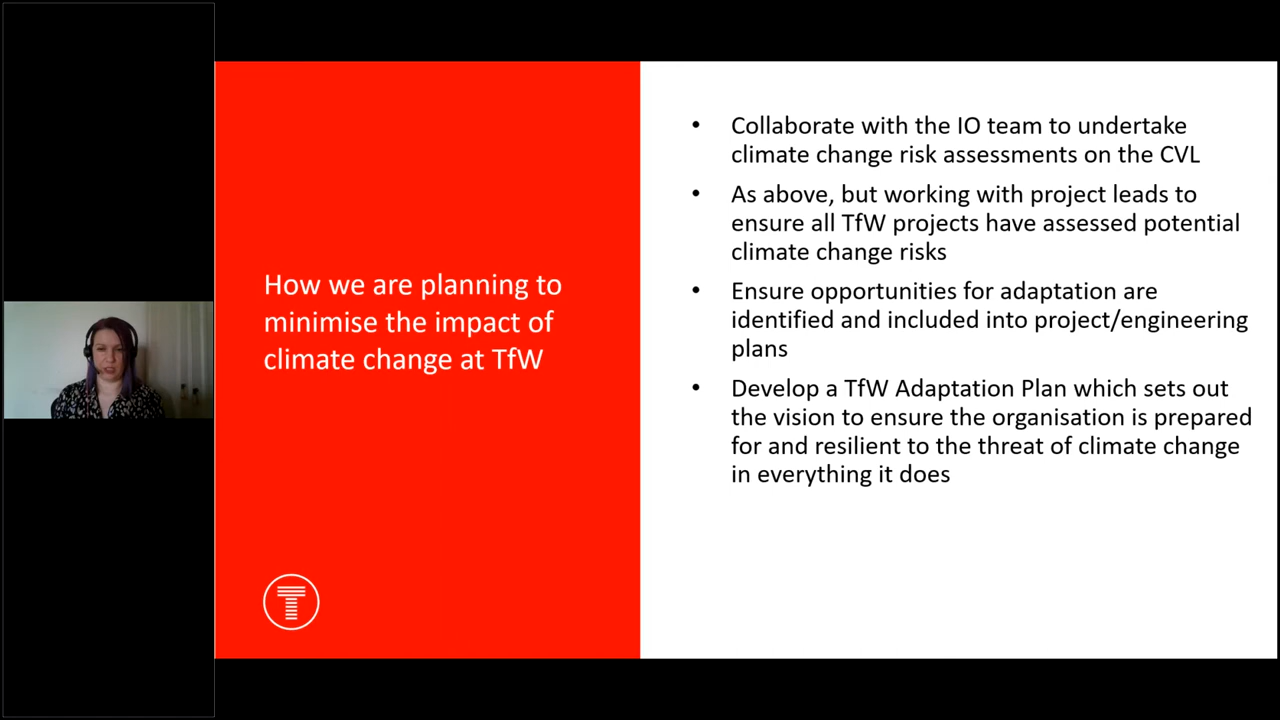 How we are planning to
minimise the impact of
climate change at TfW
T
• Collaborate with the IO team to undertake
climate change risk assessments on the CVL
• As above, but working with project leads to
ensure all TfW projects have assessed potential
climate change risks
• Ensure opportunities for adaptation are
identified and included into project/engineering
plans
• Develop a TfW Adaptation Plan which sets out
the vision to ensure the organisation is prepared
for and resilient to the threat of climate change
in everything it does